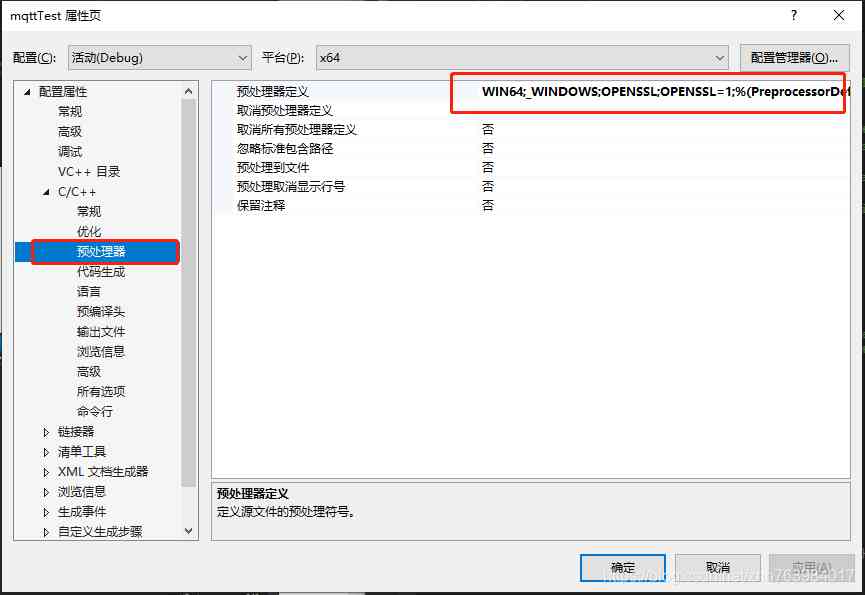 mqttTest 属性页 ?
配置(C): 活动(Debug) 平台(P): x64 配置管理器(O)...
配置属性
常规
高级
调试
VC++ 目录
C/C++
常规
优化
预处理器
代码生成
语言
预编译头
输出文件
浏览信息
高级
所有选项
命令行
链接器
清单工具
XML 文档生成器
浏览信息
生成事件
自定义生成步骤
预处理器定义 WIN64;_WINDOWS;OPENSSL;OPENSSL=1;%(PreprocessorDef
取消预处理器定义
取消所有预处理器定义 否
忽略标准包含路径 否
预处理到文件 否
预处理取消显示行号 否
保留注释 否
预处理器定义
定义源文件的预处理符号。
确定 取消 应用(A)